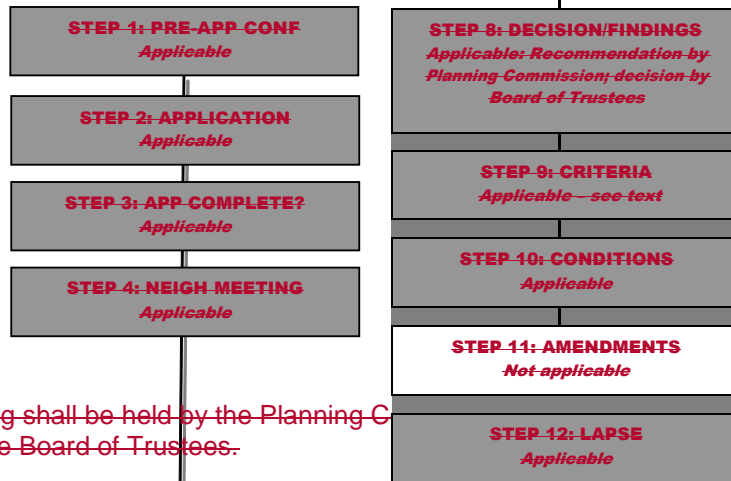 STEP 1: PRE-APP CONF
Applicable
STEP 2: APPLICATION
Applicable
STEP 3: APP COMPLETE?
Applicable
STEP 4: NEIGH MEETING
Applicable
g shall be held by the Planning C
e Board of Trustees.
STEP 8: DECISION/FINDINGS
Applicable: Recommendation by
Planning Commission; decision by
Board of Trustees
STEP 9: CRITERIA
Applicable – see text
STEP 10: CONDITIONS
Applicable
STEP 11: AMENDMENTS
Not applicable
STEP 12: LAPSE
Applicable